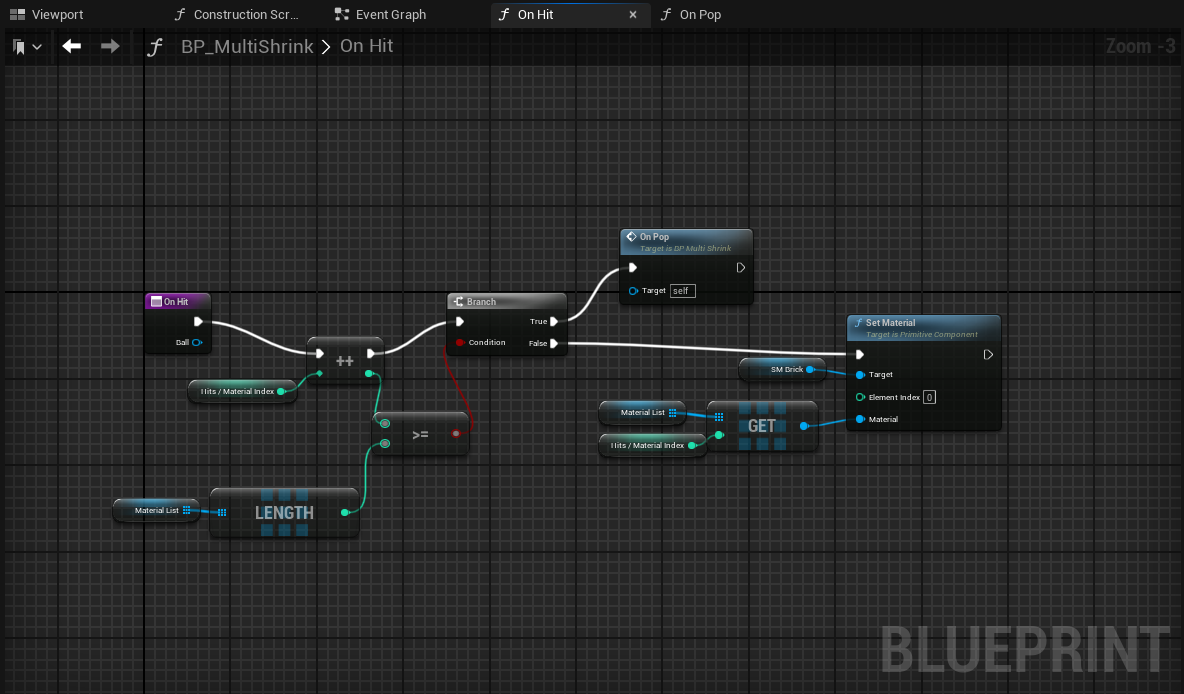 Viewport
Construction Scr...
Event Graph
On Hit
On Pop
BP_MultiShrink > On Hit
Zoom -3
On Pop
Target is BP Multi Shrink
Target self
On Hit
Ball
++
Hits / Material Index
Branch
True
Condition
False
Set Material
Target is Primitive Component
SM Brick
Target
Element Index 0
Material
Material List
GET
Hits / Material Index
>=
Material List
LENGTH
BLUEPRINT